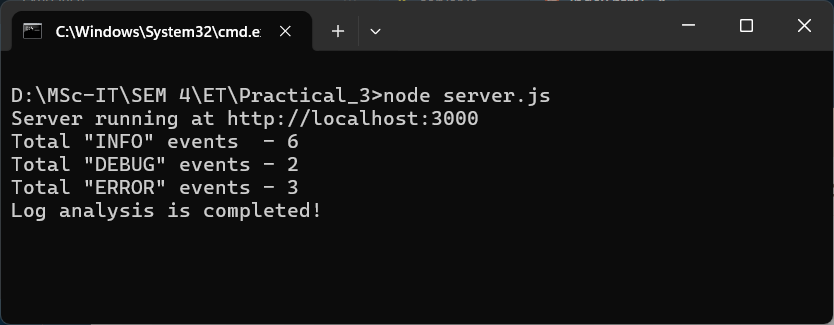 C:\Windows\System32\cmd.e
D:\MSc-IT\SEM 4\ET\Practical_3>node server.js
Server running at http://localhost:3000
Total "INFO" events  - 6
Total "DEBUG" events - 2
Total "ERROR" events - 3
Log analysis is completed!